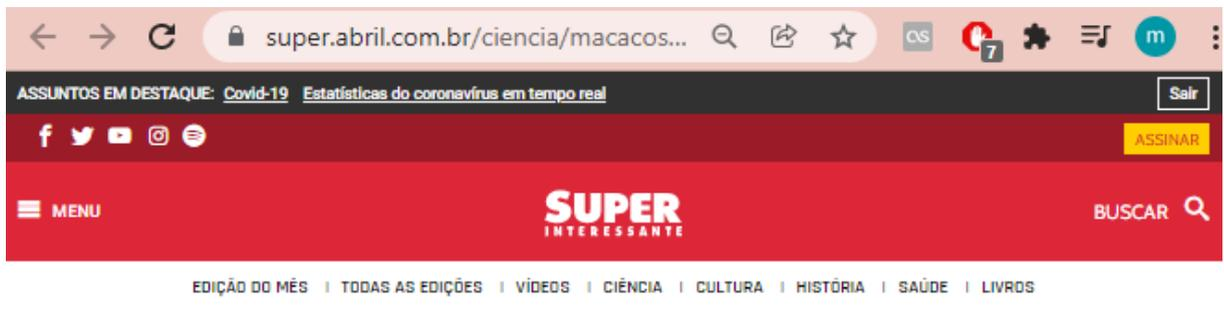 super.abril.com.br/ciencia/macacos...
7
m
ASSUNTOS EM DESTAQUE: Covid-19 Estatísticas do coronavírus em tempo real Sair
ASSINAR
MENU
SUPER
INTERESSANTE
BUSCAR
EDIÇÃO DO MÊS | TODAS AS EDIÇÕES | VÍDEOS | CIÊNCIA | CULTURA | HISTÓRIA | SAÚDE | LIVROS